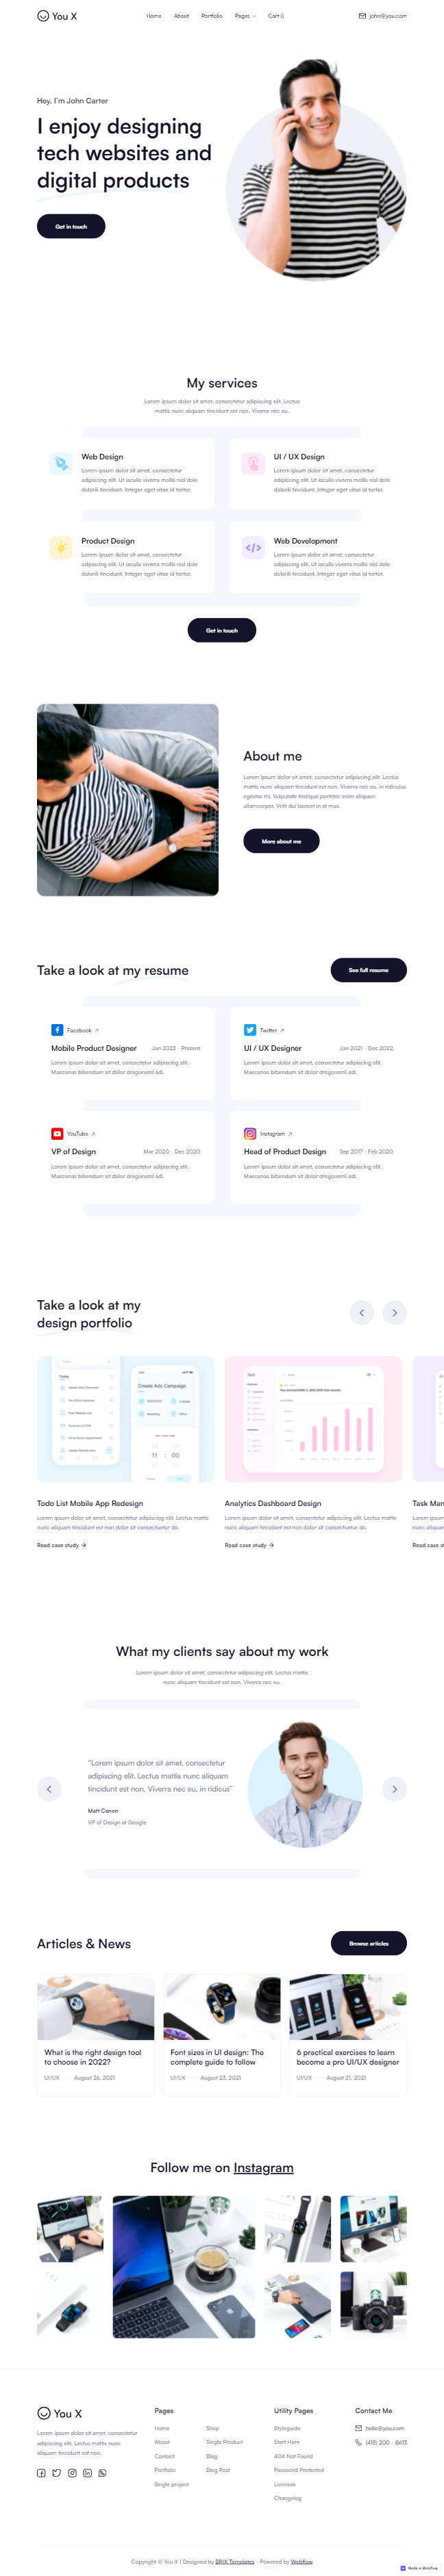 You X
Home About Portfolio Pages Cart ()
john@you.com
Hey, I'm John Carter
I enjoy designing
tech websites and
digital products
Get in touch
My services
Lorem ipsum dolor sit amet, consectetur adipiscing elit. Lectus
mattis nunc aliquam tincidunt est non. Viverra nec eu.
Web Design
Lorem ipsum dolor sit amet, consectetur
adipiscing elit. Ut iaculis viverra mollis nisl dole
dolorili tincidunt. Integer eget vitae id tortor.
UI / UX Design
Lorem ipsum dolor sit amet, consectetur
adipiscing elit. Ut iaculis viverra mollis nisl dole
dolorili tincidunt. Integer eget vitae id tortor.
Product Design
Lorem ipsum dolor sit amet, consectetur
adipiscing elit. Ut iaculis viverra mollis nisl dole
dolorili tincidunt. Integer eget vitae id tortor.
Web Development
Lorem ipsum dolor sit amet, consectetur
adipiscing elit. Ut iaculis viverra mollis nisl dole
dolorili tincidunt. Integer eget vitae id tortor.
Get in touch
About me
Lorem ipsum dolor sit amet, consectetur adipiscing elit. Lectus
mattis nunc aliquam tincidunt est non. Viverra nec eu, in ridiculus
egestas mi. Vulputate tristique porttitor enim aliquam
ullamcorper. Velit dui laoreet in et mus.
More about me
Take a look at my resume
See full resume
Facebook
Mobile Product Designer
Jan 2023 - Present
Lorem ipsum dolor sit amet, consectetur adipiscing elit.
Maecenas bibendum id dolor dregoneml adi.
Twitter
UI / UX Designer
Jan 2021 - Dec 2022
Lorem ipsum dolor sit amet, consectetur adipiscing elit.
Maecenas bibendum id dolor dregoneml adi.
YouTube
VP of Design
Mar 2020 - Dec 2020
Lorem ipsum dolor sit amet, consectetur adipiscing elit.
Maecenas bibendum id dolor dregoneml adi.
Instagram
Head of Product Design
Sep 2017 - Feb 2020
Lorem ipsum dolor sit amet, consectetur adipiscing elit.
Maecenas bibendum id dolor dregoneml adi.
Take a look at my
design portfolio
Today
Create Ads Campaign
11 : 00
Tech
Todo List Mobile App Redesign
Lorem ipsum dolor sit amet, consectetur adipiscing elit. Lectus mattis
nunc aliquam tincidunt est non dolor sit consectuetur do.
Read case study
Analytics Dashboard Design
Lorem ipsum dolor sit amet, consectetur adipiscing elit. Lectus mattis
nunc aliquam tincidunt est non dolor sit consectuetur do.
Read case study
Task Man
Lorem ipsum
nunc aliquam
Read case st
What my clients say about my work
Lorem ipsum dolor sit amet, consectetur adipiscing elit. Lectus mattis
nunc aliquam tincidunt est non. Viverra nec eu.
"Lorem ipsum dolor sit amet, consectetur
adipiscing elit. Lectus mattis nunc aliquam
tincidunt est non. Viverra nec eu, in ridicus"
Matt Canon
VP of Design at Google
Articles & News
Browse articles
What is the right design tool
to choose in 2022?
UI/UX August 26, 2021
Font sizes in UI design: The
complete guide to follow
UI/UX August 23, 2021
6 practical exercises to learn
become a pro UI/UX designer
UI/UX August 21, 2021
Follow me on Instagram
You X
Lorem ipsum dolor sit amet, consectetur
adipiscing elit. Lectus mattis nunc
aliquam tincidunt est non.
Pages
Home
About
Contact
Portfolio
Single project
Shop
Single Product
Blog
Blog Post
Utility Pages
Styleguide
Start Here
404 Not Found
Password Protected
Licenses
Changelog
Contact Me
hello@you.com
(415) 200 - 8613
Copyright © You X | Designed by BRIX Templates - Powered by Webflow
Made in Webflow